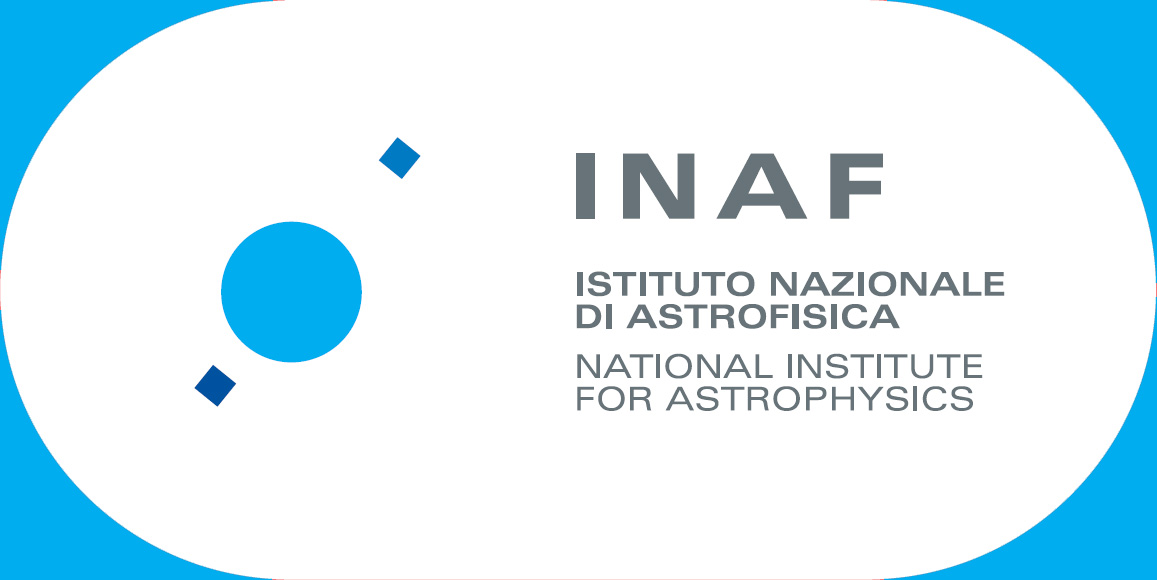 INAF
ISTITUTO NAZIONALE
DI ASTROFISICA
NATIONAL INSTITUTE
FOR ASTROPHYSICS